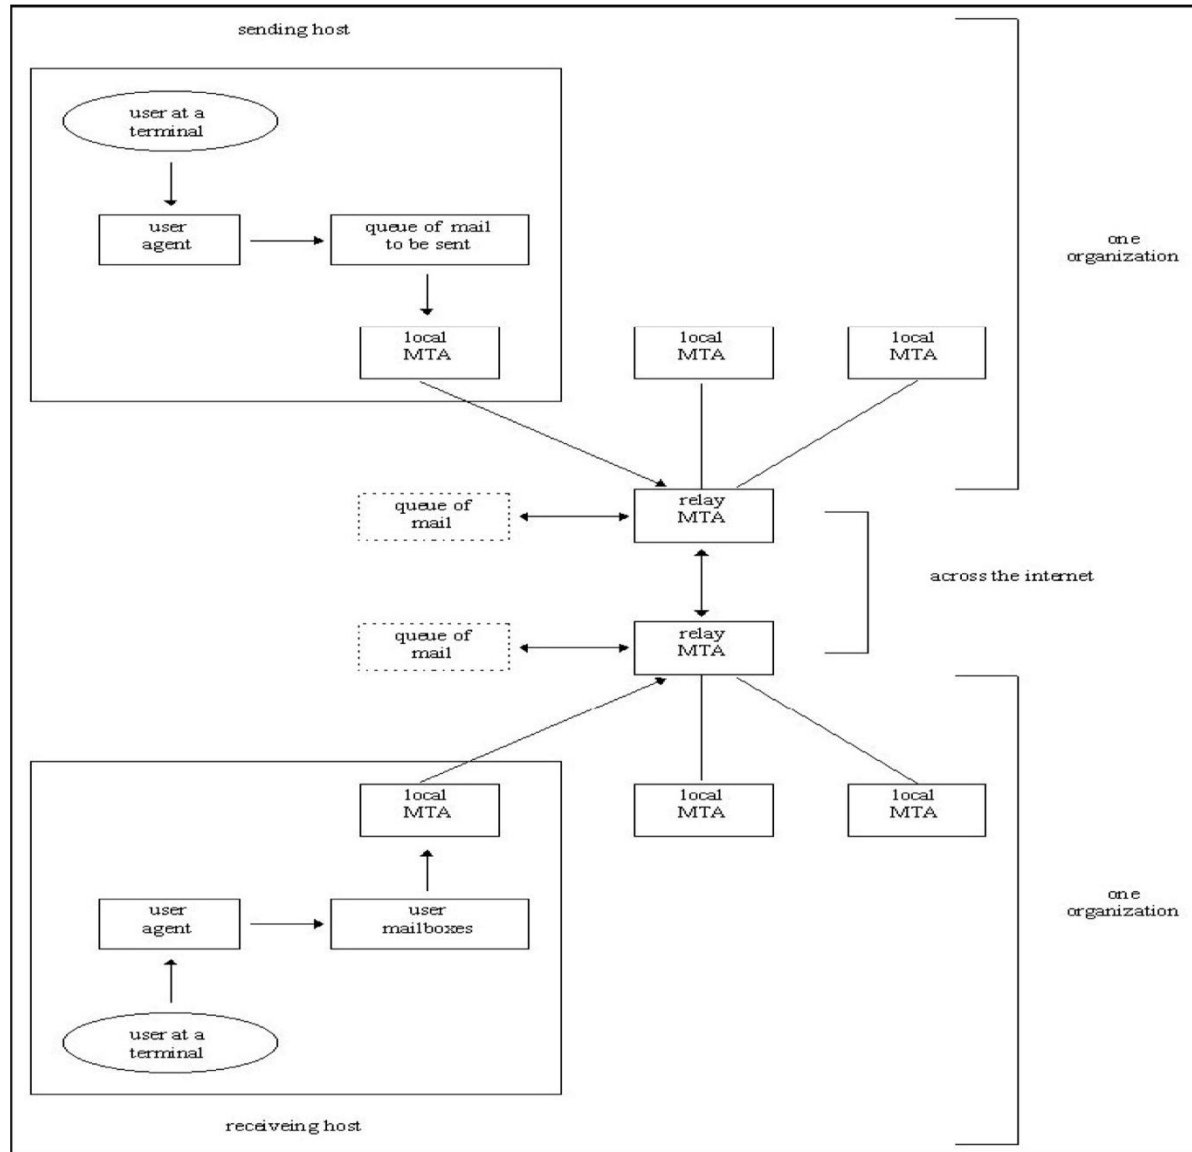 sending host
user at a
terminal
user
agent
queue of mail
to be sent
one
organization
local
MTA
local
MTA
local
MTA
queue of
mail
relay
MTA
across the internet
queue of
mail
relay
MTA
local
MTA
local
MTA
local
MTA
user
agent
user
mailboxes
one
organization
user at a
terminal
receiveing host